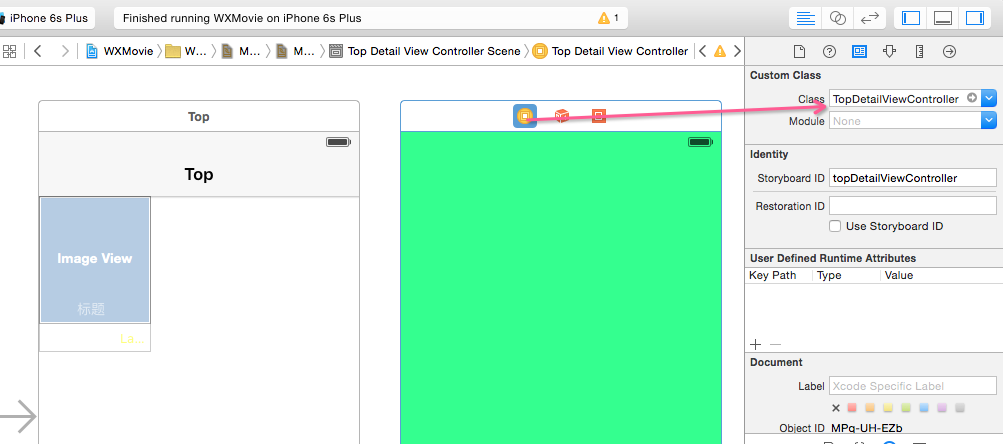 iPhone 6s Plus
Finished running WXMovie on iPhone 6s Plus
1
WXMovie
W...
M...
M...
Top Detail View Controller Scene
Top Detail View Controller
Custom Class
Class TopDetailViewController
Module None
Identity
Storyboard ID topDetailViewController
Restoration ID
Use Storyboard ID
User Defined Runtime Attributes
Key Path Type Value
Document
Label Xcode Specific Label
Object ID MPq-UH-EZb
Top
Top
Image View
标题
Lo...